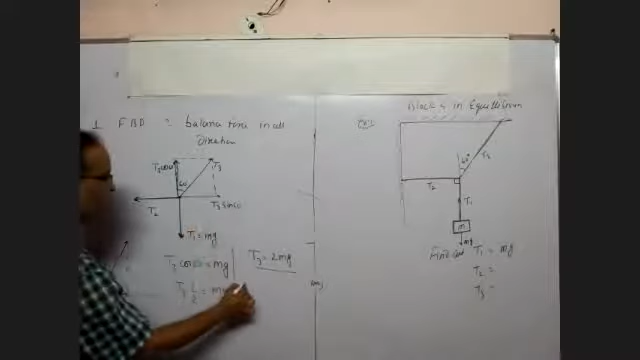 1 FBD & balance force in all
Direction
T₃cos60
T₃
60
T₂
T₃ sin60
T₁ = mg
T₃ cos60 = mg
T₃ = 2mg
T₃ 1/2 = mg
Ans
Block is in Equilibrium
60°
T₃
T₂
T₁
m
mg
Find out T₁ = mg
T₂ =
T₃ =